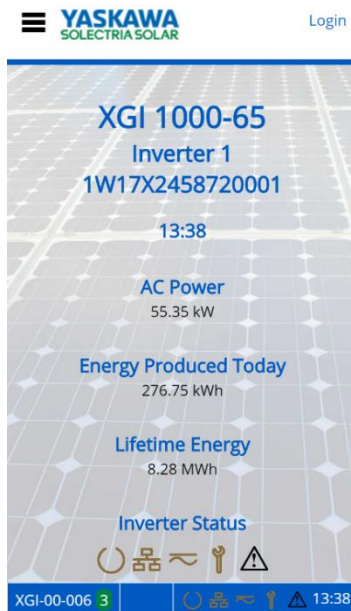 YASKAWA
SOLECTRIA SOLAR
Login
XGI 1000-65
Inverter 1
1W17X2458720001
13:38
AC Power
55.35 kW
Energy Produced Today
276.75 kWh
Lifetime Energy
8.28 MWh
Inverter Status
XGI-00-006 3
13:38